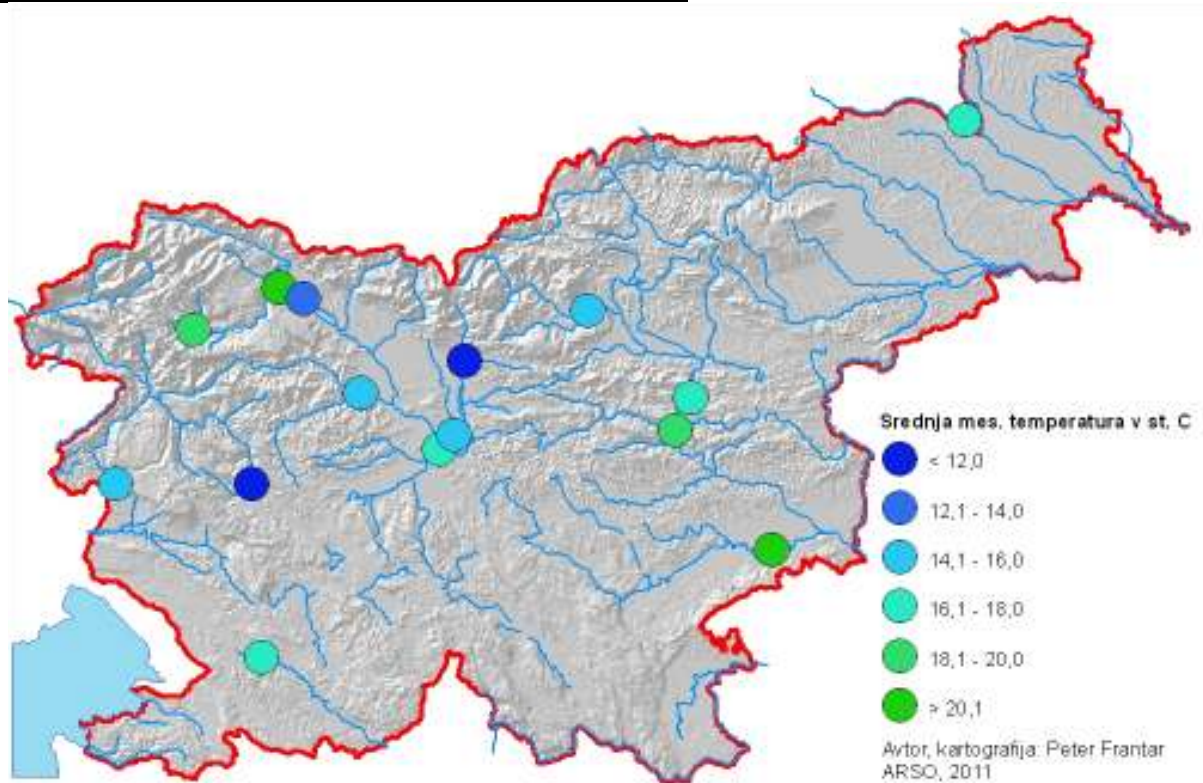 Srednja mes. temperatura v st. C
< 12,0
12,1 - 14,0
14,1 - 16,0
16,1 - 18,0
18,1 - 20,0
> 20,1
Avtor, kartografija: Peter Frantar
ARSO, 2011